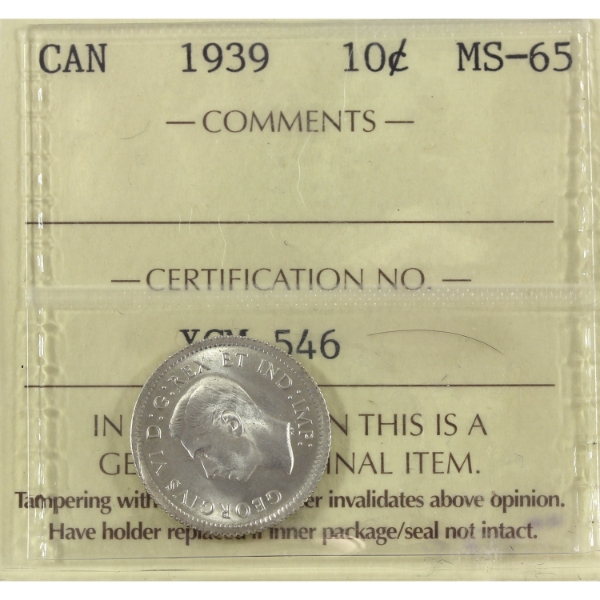 CAN 1939 10¢ MS-65
— COMMENTS —
— CERTIFICATION NO. —
XGM 546
IN N THIS IS A
GE INAL ITEM.
Tampering with er invalidates above opinion.
Have holder replaced if inner package/seal not intact.
GEORGIVS VI D:G:REX ET IND:IMP: